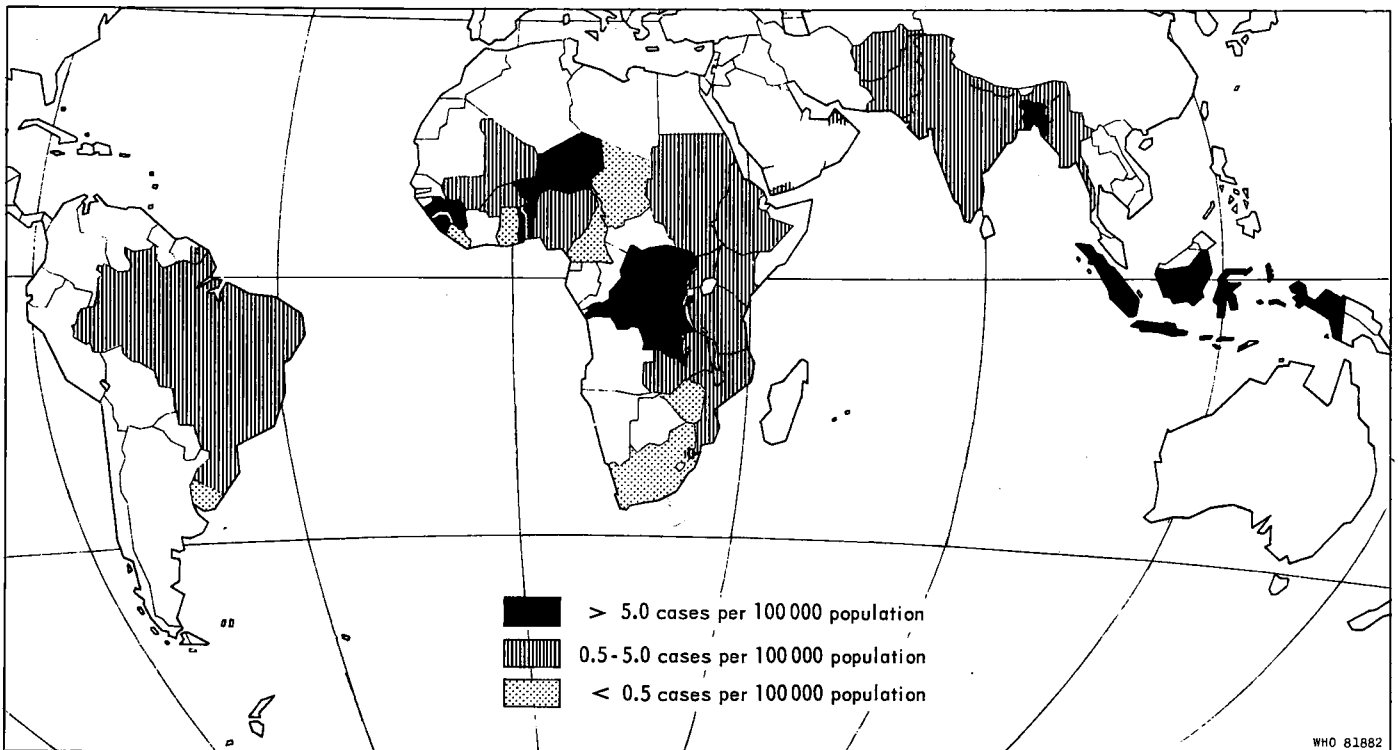 > 5.0 cases per 100 000 population
0.5-5.0 cases per 100 000 population
< 0.5 cases per 100 000 population
WHO 81882